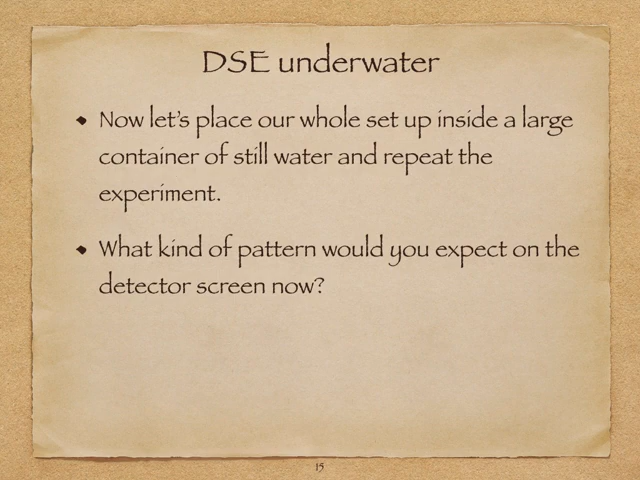 DSE underwater
Now let's place our whole set up inside a large
container of still water and repeat the
experiment.
What kind of pattern would you expect on the
detector screen now?
15